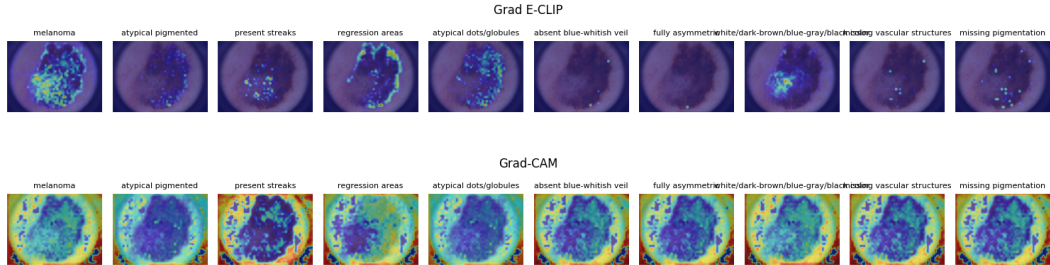 Grad E-CLIP
melanoma atypical pigmented present streaks regression areas atypical dots/globules absent blue-whitish veil fully asymmetric white/dark-brown/blue-gray/black color missing vascular structures missing pigmentation
Grad-CAM
melanoma atypical pigmented present streaks regression areas atypical dots/globules absent blue-whitish veil fully asymmetric white/dark-brown/blue-gray/black color missing vascular structures missing pigmentation